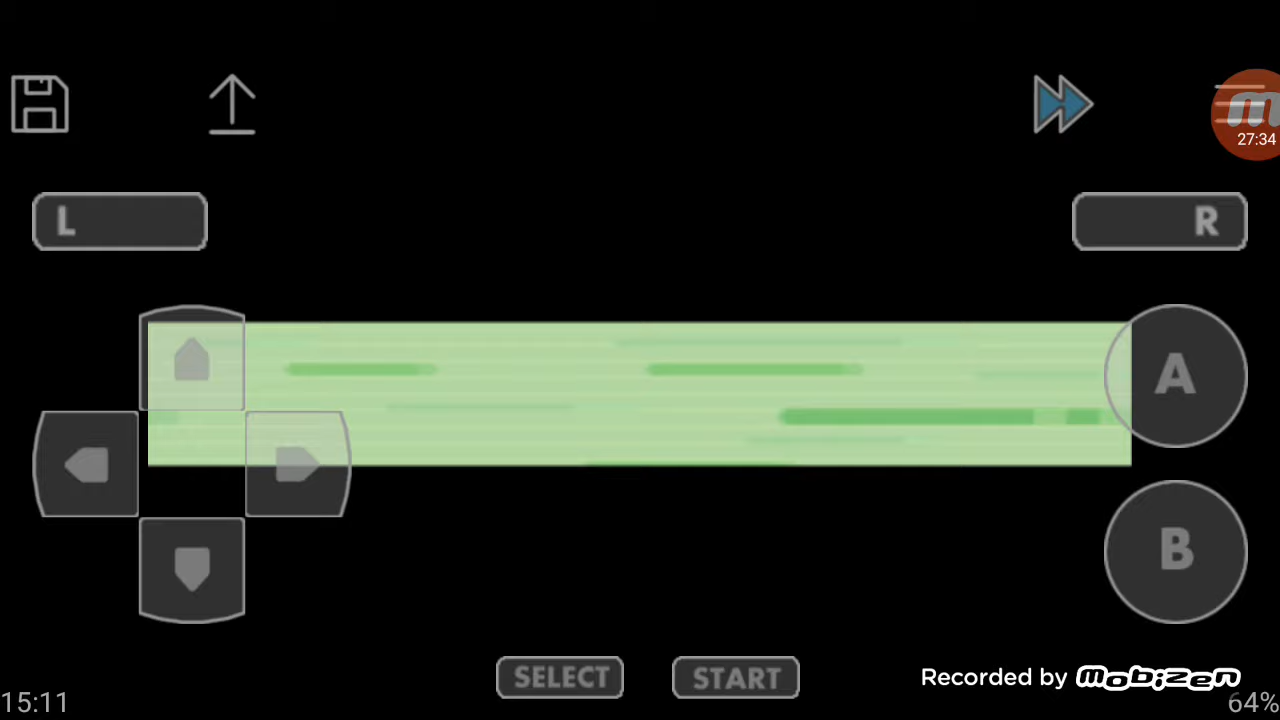 27:34
L
R
A
B
SELECT
START
Recorded by mobizen
15:11
64%